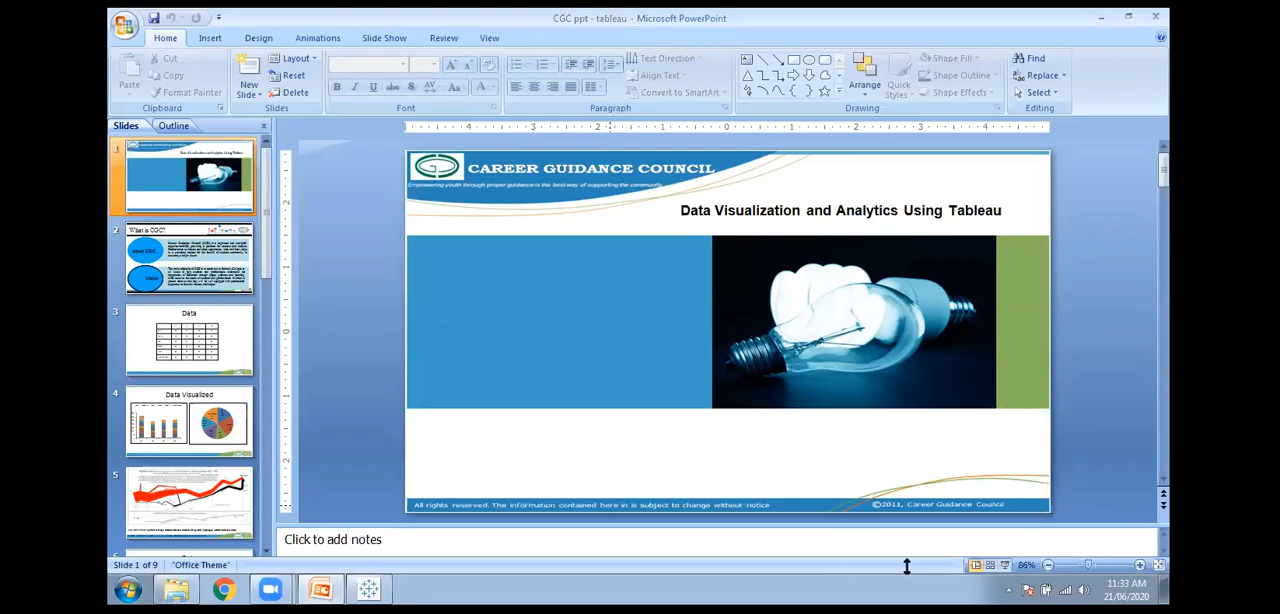 CGC ppt - tableau - Microsoft PowerPoint
Home Insert Design Animations Slide Show Review View
Cut
Copy
Format Painter
Paste
Clipboard
New Slide
Layout
Reset
Delete
Slides
Font
Text Direction
Align Text
Convert to SmartArt
Paragraph
Arrange
Quick Styles
Shape Fill
Shape Outline
Shape Effects
Drawing
Find
Replace
Select
Editing
Slides Outline
1
2
What is CGC?
3
Data
4
Data Visualized
5
CAREER GUIDANCE COUNCIL
Empowering youth through proper guidance is the best way of supporting the community
Data Visualization and Analytics Using Tableau
All rights reserved. The information contained here in is subject to change without notice
©2011, Career Guidance Council
Click to add notes
Slide 1 of 9 "Office Theme" 86%
11:33 AM
21/06/2020